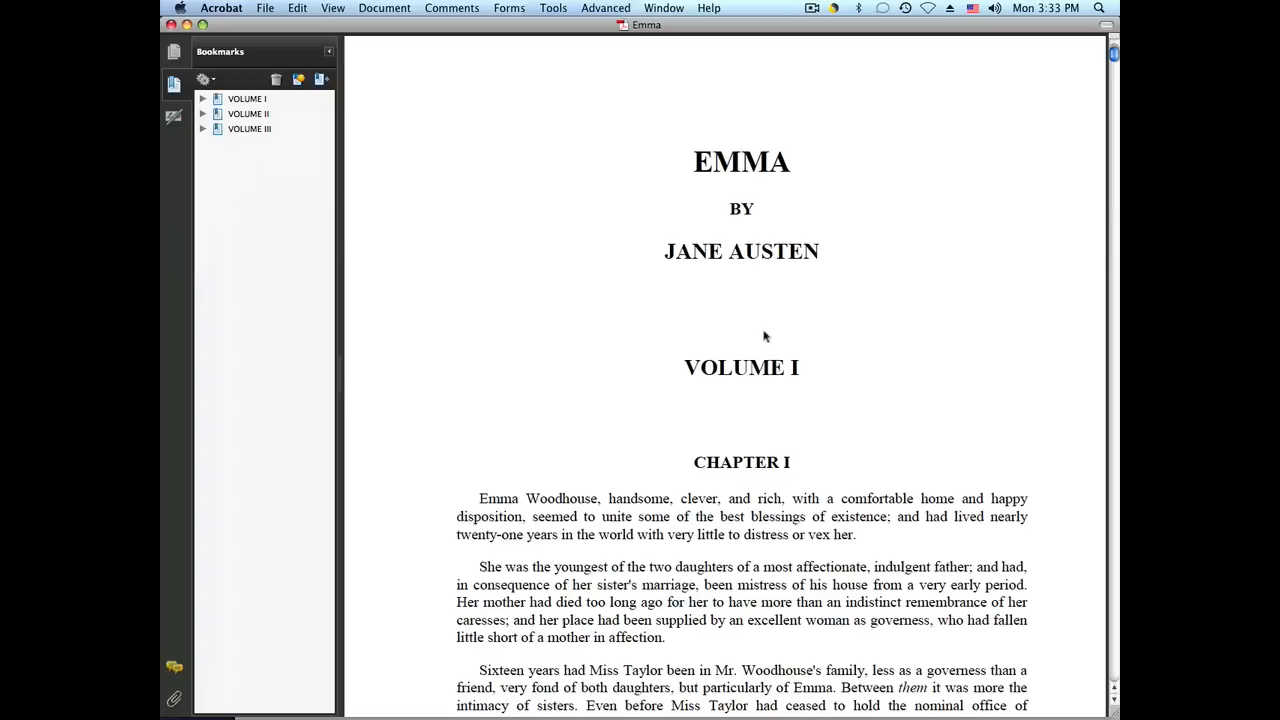 Acrobat File Edit View Document Comments Forms Tools Advanced Window Help Mon 3:33 PM
Emma
Bookmarks
VOLUME I
VOLUME II
VOLUME III
EMMA
BY
JANE AUSTEN
VOLUME I
CHAPTER I
Emma Woodhouse, handsome, clever, and rich, with a comfortable home and happy
disposition, seemed to unite some of the best blessings of existence; and had lived nearly
twenty-one years in the world with very little to distress or vex her.
She was the youngest of the two daughters of a most affectionate, indulgent father; and had,
in consequence of her sister's marriage, been mistress of his house from a very early period.
Her mother had died too long ago for her to have more than an indistinct remembrance of her
caresses; and her place had been supplied by an excellent woman as governess, who had fallen
little short of a mother in affection.
Sixteen years had Miss Taylor been in Mr. Woodhouse's family, less as a governess than a
friend, very fond of both daughters, but particularly of Emma. Between them it was more the
intimacy of sisters. Even before Miss Taylor had ceased to hold the nominal office of